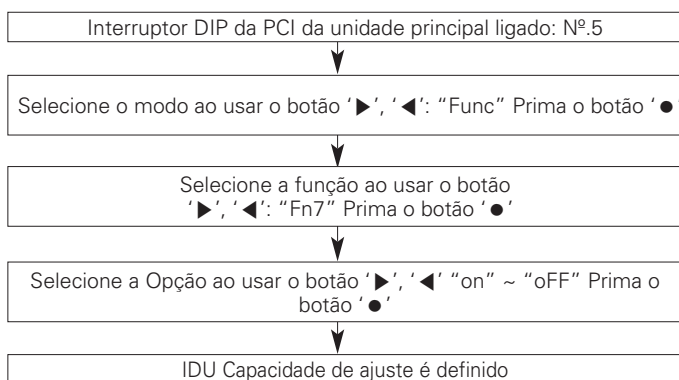 Interruptor DIP da PCI da unidade principal ligado: Nº.5
Selecione o modo ao usar o botão ‘▶’, ‘◀’: “Func” Prima o botão ‘●’
Selecione a função ao usar o botão
‘▶’, ‘◀’: “Fn7” Prima o botão ‘●’
Selecione a Opção ao usar o botão ‘▶’, ‘◀’ “on” ~ “oFF” Prima o
botão ‘●’
IDU Capacidade de ajuste é definido